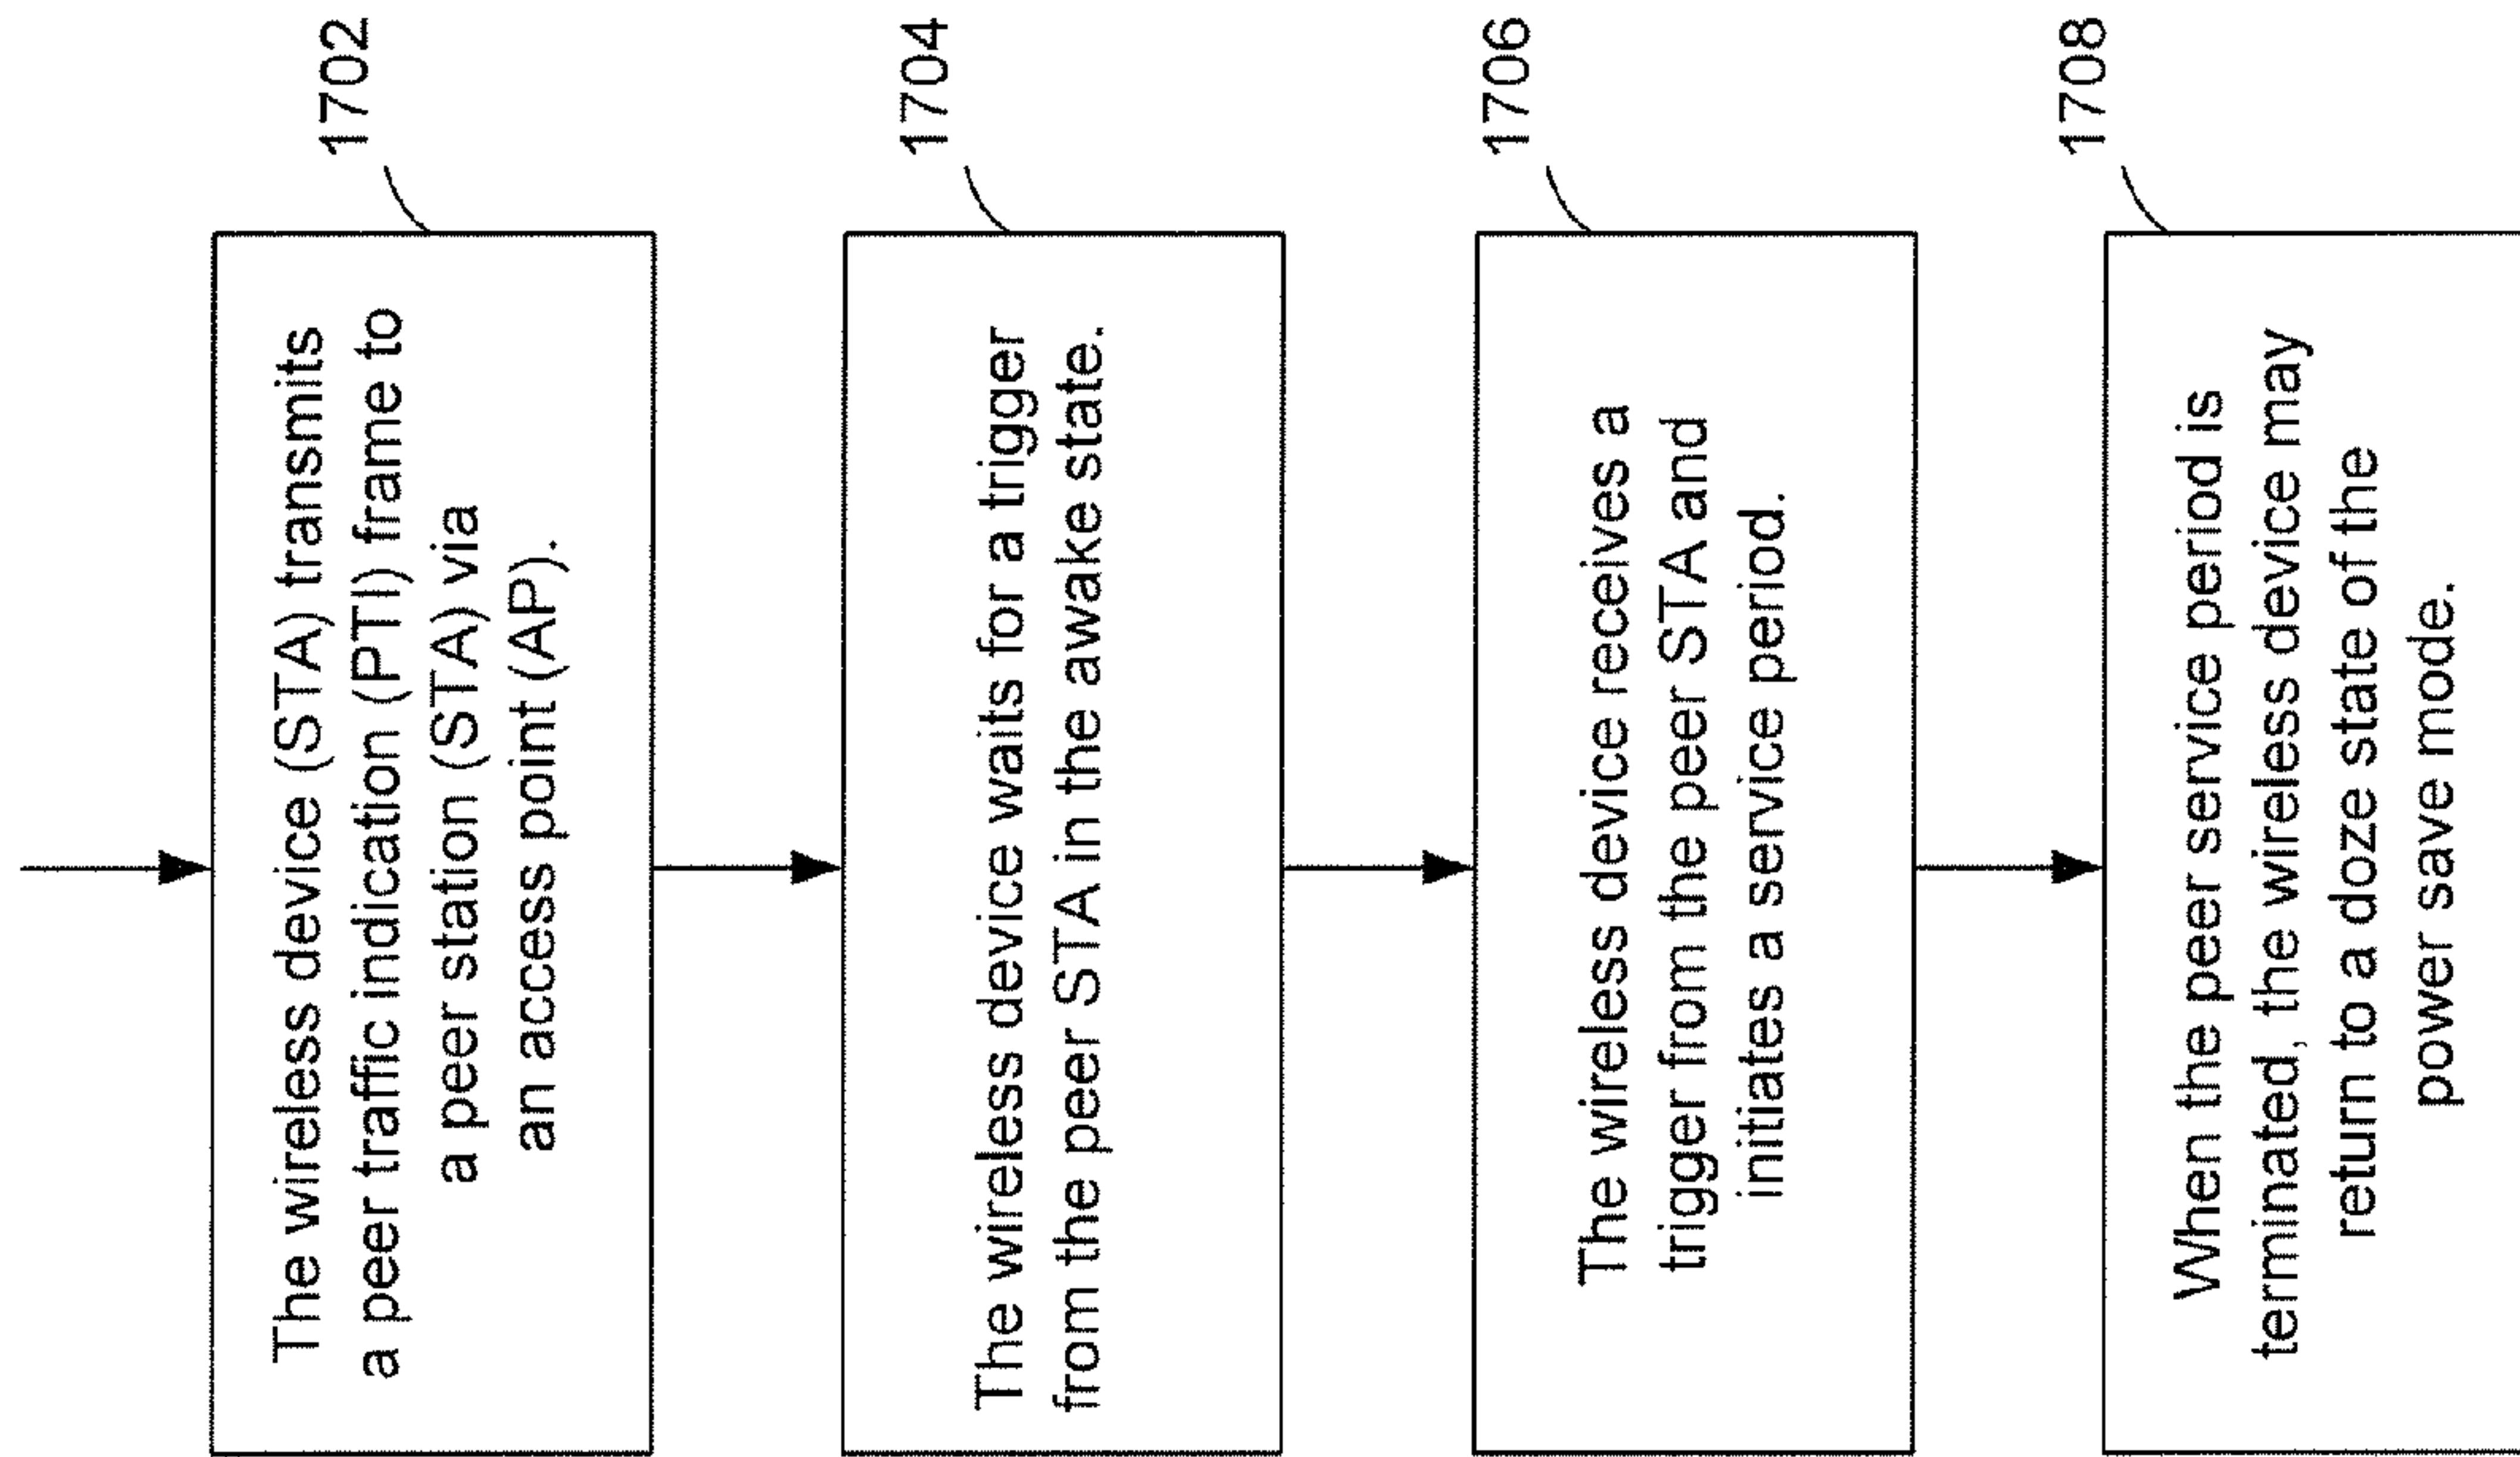 The wireless device (STA) transmits
a peer traffic indication (PTI) frame to
a peer station (STA) via
an access point (AP).
1702
The wireless device waits for a trigger
from the peer STA in the awake state.
1704
The wireless device receives a
trigger from the peer STA and
initiates a service period.
1706
When the peer service period is
terminated, the wireless device may
return to a doze state of the
power save mode.
1708